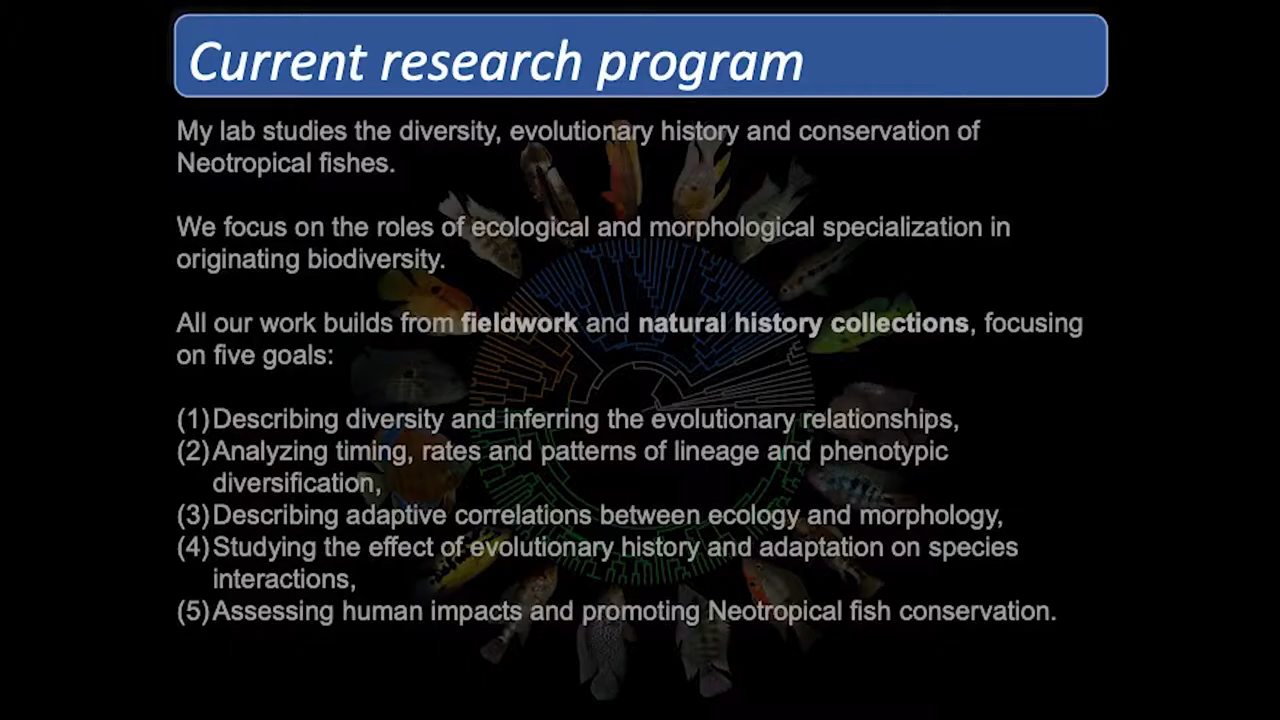 Current research program
My lab studies the diversity, evolutionary history and conservation of
Neotropical fishes.
We focus on the roles of ecological and morphological specialization in
originating biodiversity.
All our work builds from fieldwork and natural history collections, focusing
on five goals:
(1) Describing diversity and inferring the evolutionary relationships,
(2) Analyzing timing, rates and patterns of lineage and phenotypic
diversification,
(3) Describing adaptive correlations between ecology and morphology,
(4) Studying the effect of evolutionary history and adaptation on species
interactions,
(5) Assessing human impacts and promoting Neotropical fish conservation.